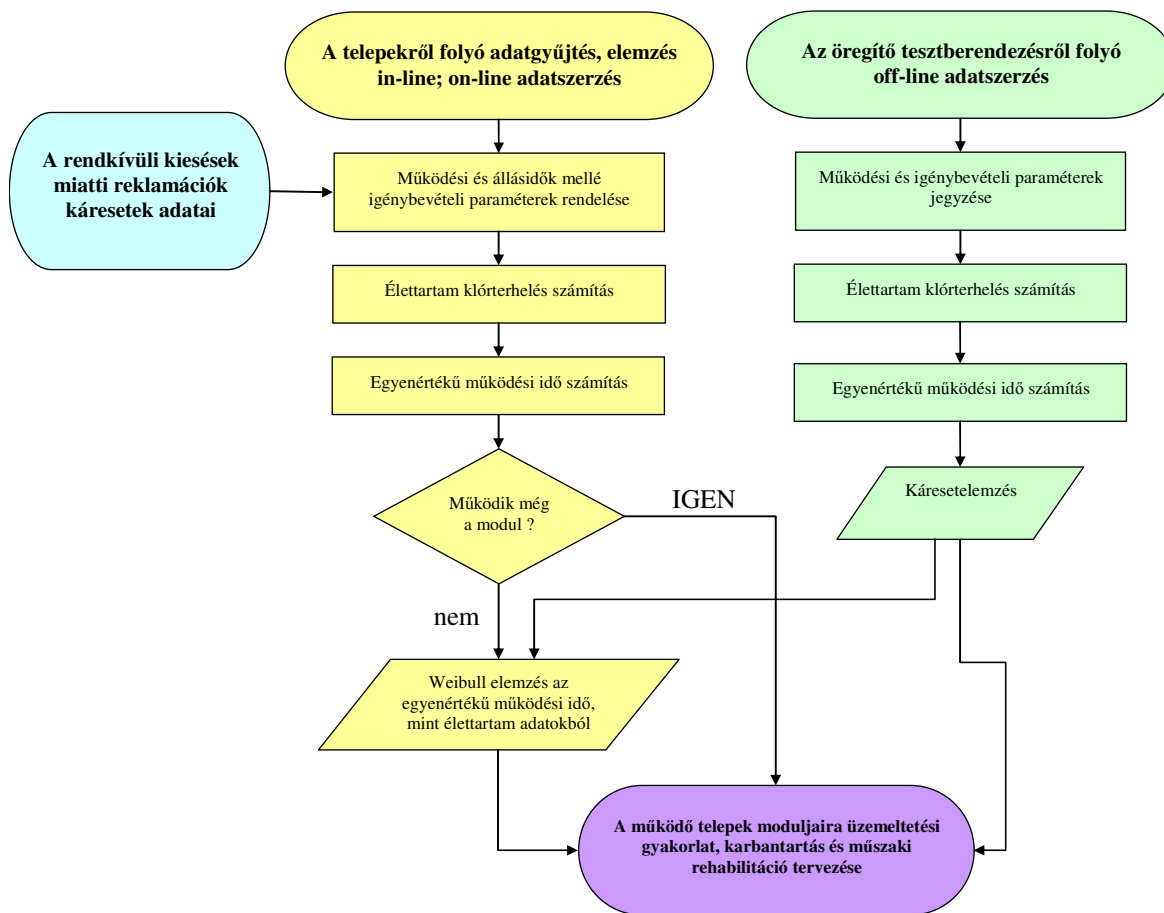 A telepekről folyó adatgyűjtés, elemzés
in-line; on-line adatszerzés
Az öregítő tesztberendezésről folyó
off-line adatszerzés
A rendkívüli kiesések
miatti reklamációk
káresetek adatai
Működési és állásidők mellé
igénybevételi paraméterek rendelése
Működési és igénybevételi paraméterek
jegyzése
Élettartam klórterhelés számítás
Élettartam klórterhelés számítás
Egyenértékű működési idő számítás
Egyenértékű működési idő számítás
Működik még
a modul ?
IGEN
Káresetelemzés
nem
Weibull elemzés az
egyenértékű működési idő,
mint élettartam adatokból
A működő telepek moduljaira üzemeltetési
gyakorlat, karbantartás és műszaki
rehabilitáció tervezése